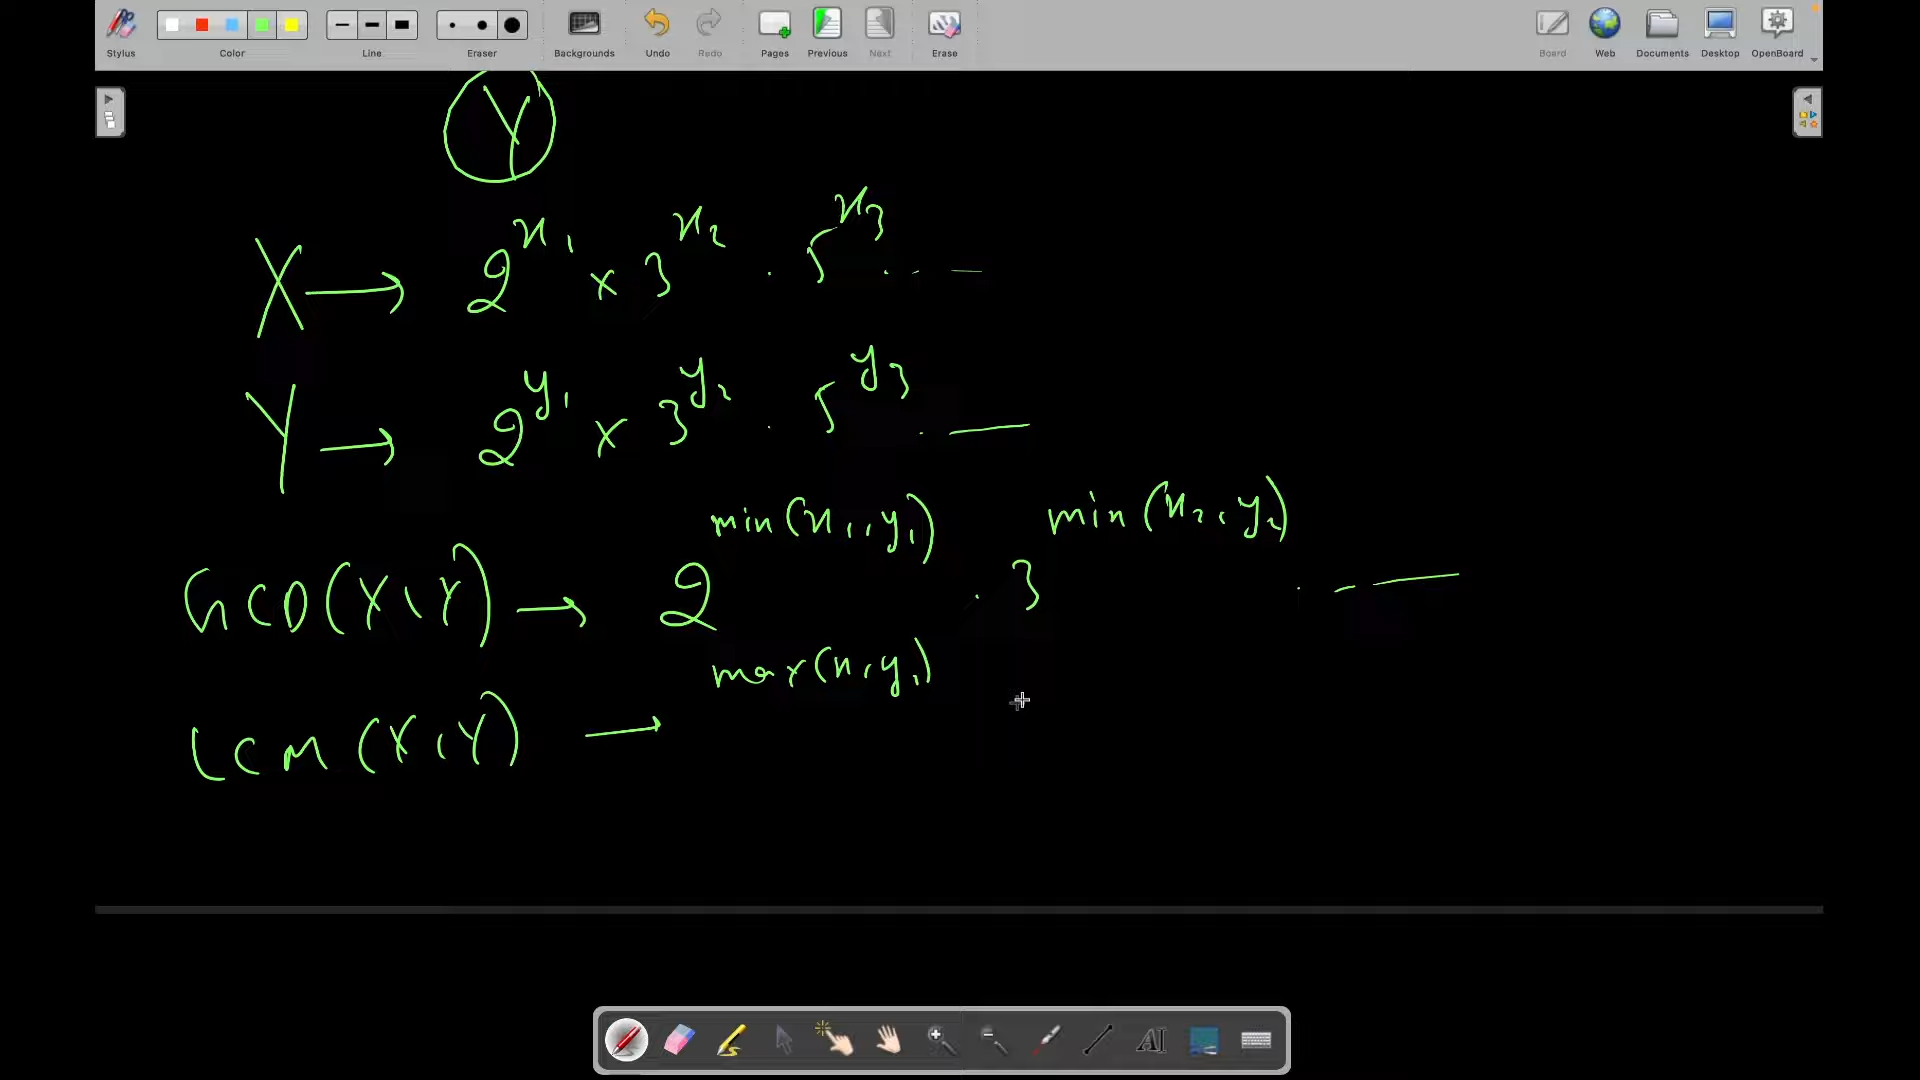 Stylus Color Line Eraser Backgrounds Undo Redo Pages Previous Next Erase Board Web Documents Desktop OpenBoard
Y
X → 2^x₁ × 3^x₂ · 5^x₃ . . —
Y → 2^y₁ × 3^y₂ · 5^y₃ . —
GCD(X,Y) → 2^min(x₁,y₁) · 3^min(x₂,y₂) . – —
LCM(X,Y) → max(x,y₁)
AI